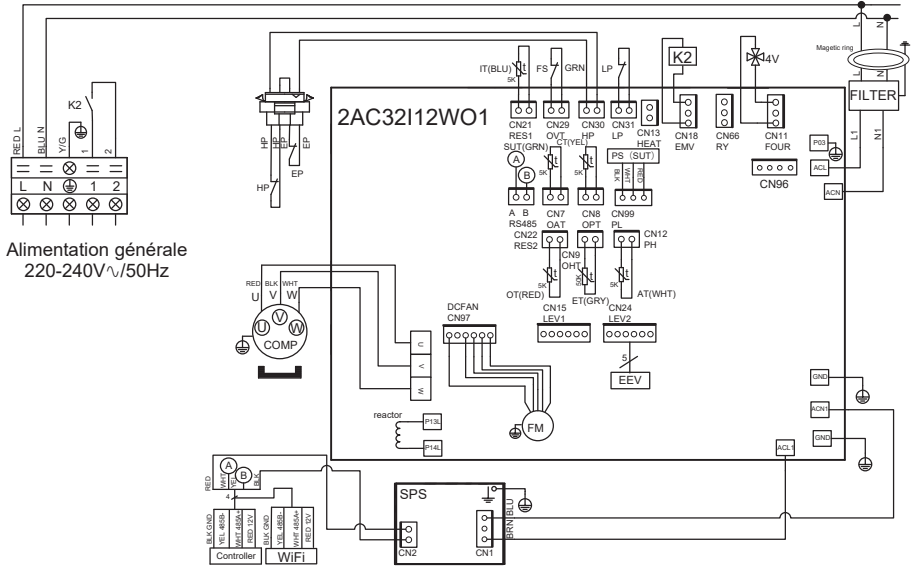 RED L
BLU N
Y/G
K2
1
2
L N 1 2
Alimentation générale
220-240V∿/50Hz
HP
HP
EP
EP
EP
HP
EP
2AC32I12WO1
IT(BLU)
5K
t
FS
GRN
LP
K2
4V
L
N
Magetic ring
L
N
FILTER
L1
N1
CN21
RES1
SUT(GRN)
CN29
OVT
CT(YEL)
CN30
HP
CN31
LP
CN13
HEAT
CN18
EMV
CN66
RY
CN11
FOUR
P03
ACL
ACN
CN96
A
B
5K
t
5K
t
PS (SUT)
BLK
WHT
RED
A B
RS485
CN7
OAT
CN8
OPT
CN99
PL
CN22
RES2
CN9
OHT
CN12
PH
5K
t
50K
t
5K
t
OT(RED)
ET(GRY)
AT(WHT)
RED BLK WHT
U V W
U
V
W
COMP
DCFAN
CN97
CN15
LEV1
CN24
LEV2
5
EEV
U
V
W
FM
reactor
P13L
P14L
GND
ACN1
GND
ACL1
RED
WHT
A
YEL
B
BLK
4
BLK GND
YEL 485B-
WHT 485A+
RED 12V
Controller
BLK GND
YEL 485B-
WHT 485A+
RED 12V
WiFi
SPS
CN2
CN1
BLU
BRN